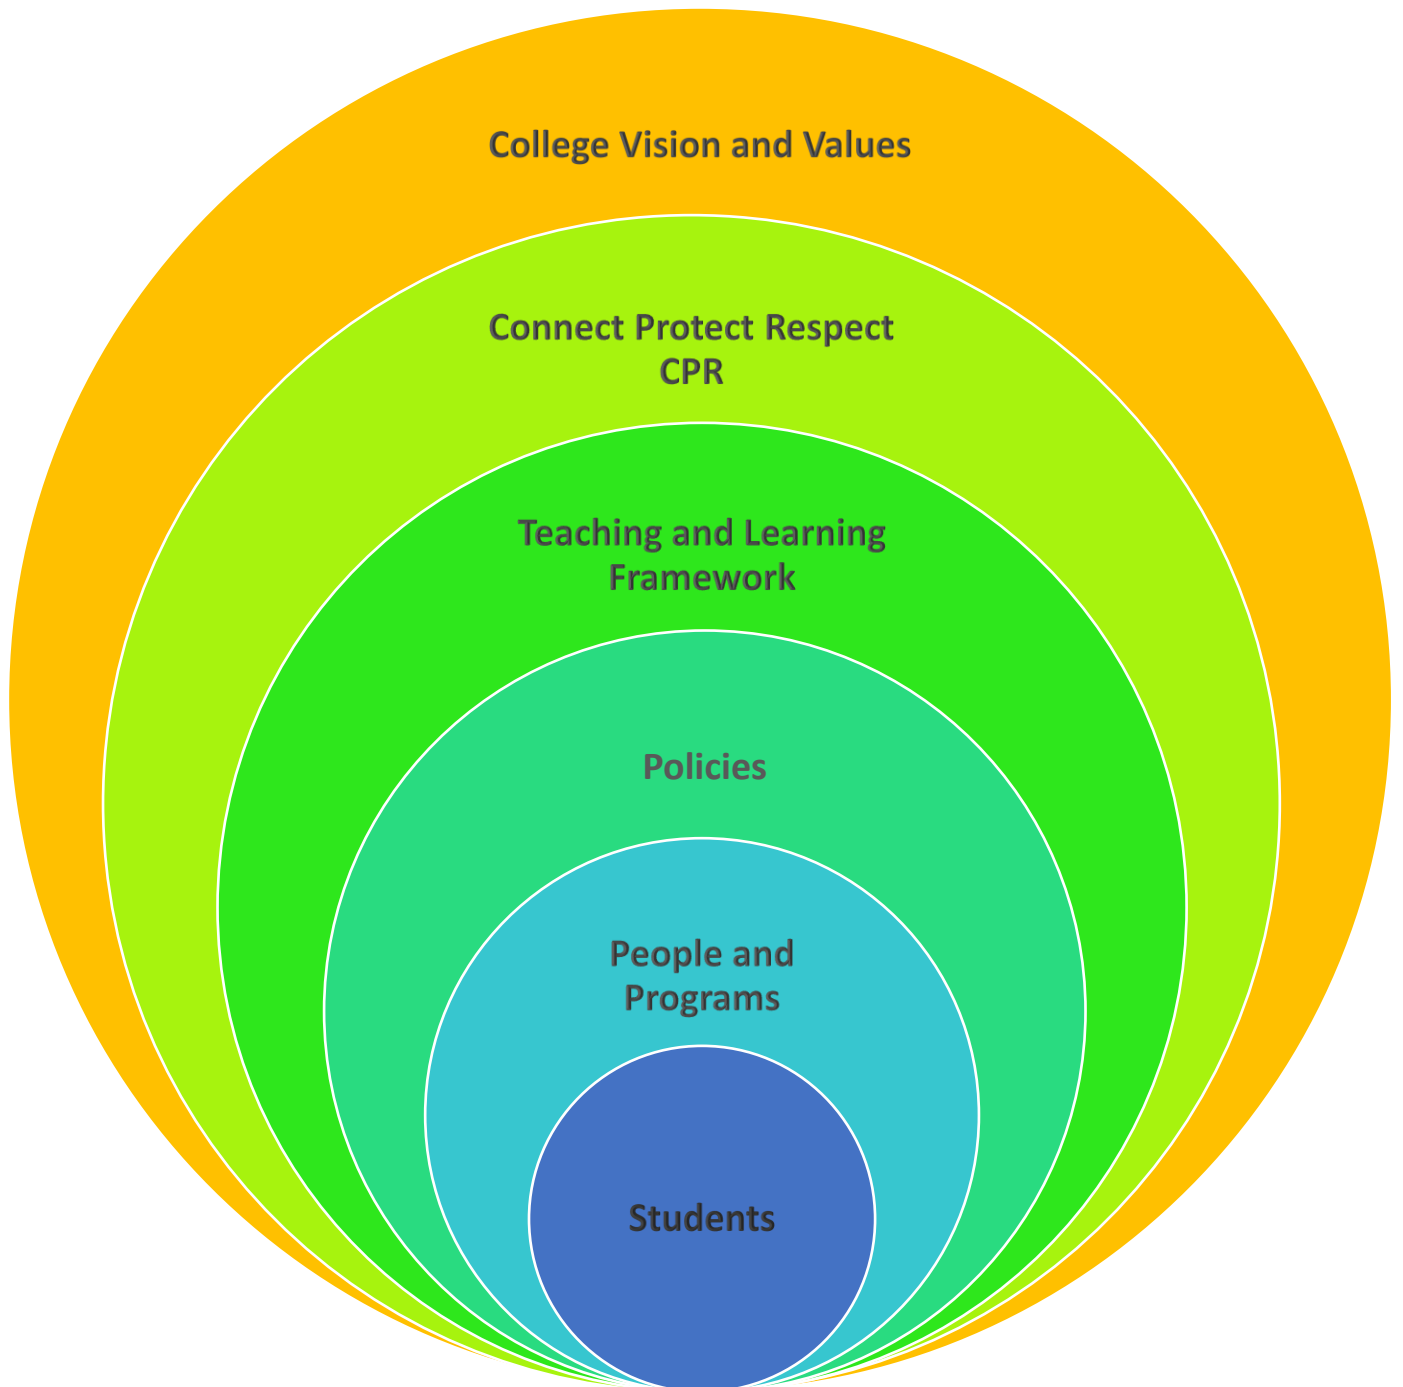 College Vision and Values
Connect Protect Respect
CPR
Teaching and Learning
Framework
Policies
People and
Programs
Students